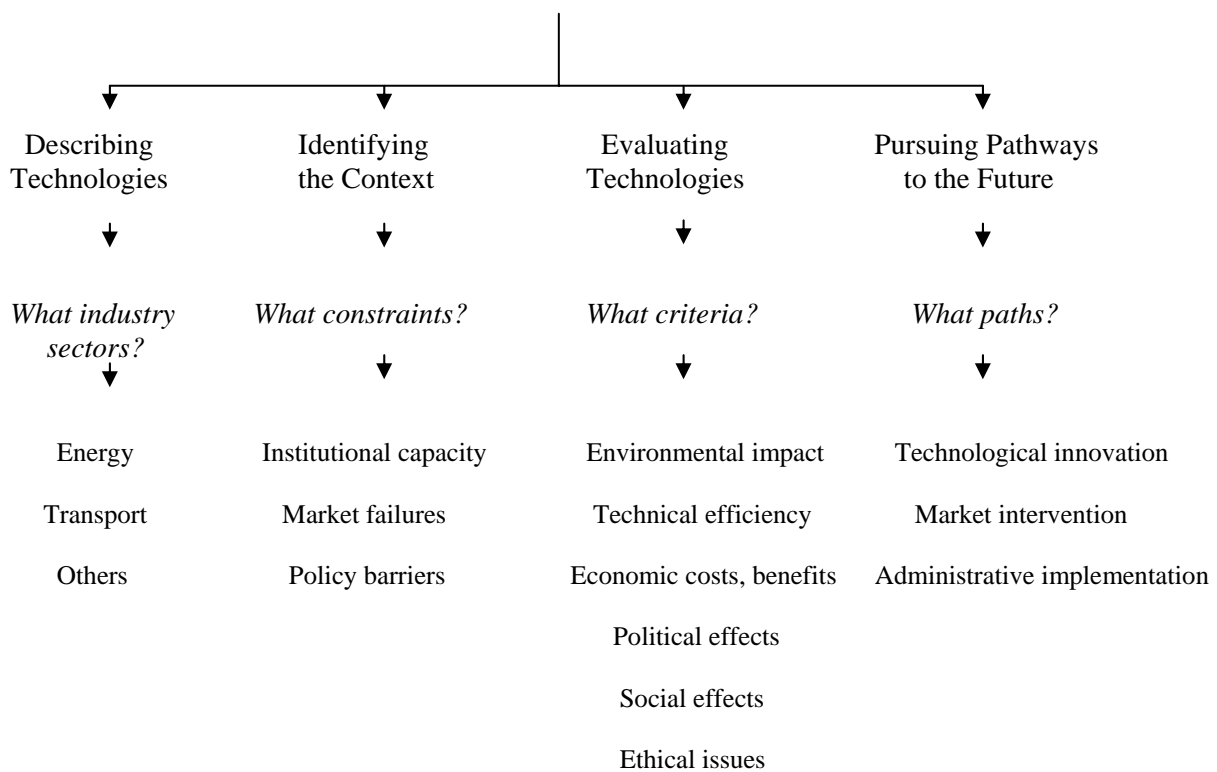 Describing
Technologies
Identifying
the Context
Evaluating
Technologies
Pursuing Pathways
to the Future
What industry
sectors?
What constraints?
What criteria?
What paths?
Energy
Transport
Others
Institutional capacity
Market failures
Policy barriers
Environmental impact
Technical efficiency
Economic costs, benefits
Political effects
Social effects
Ethical issues
Technological innovation
Market intervention
Administrative implementation